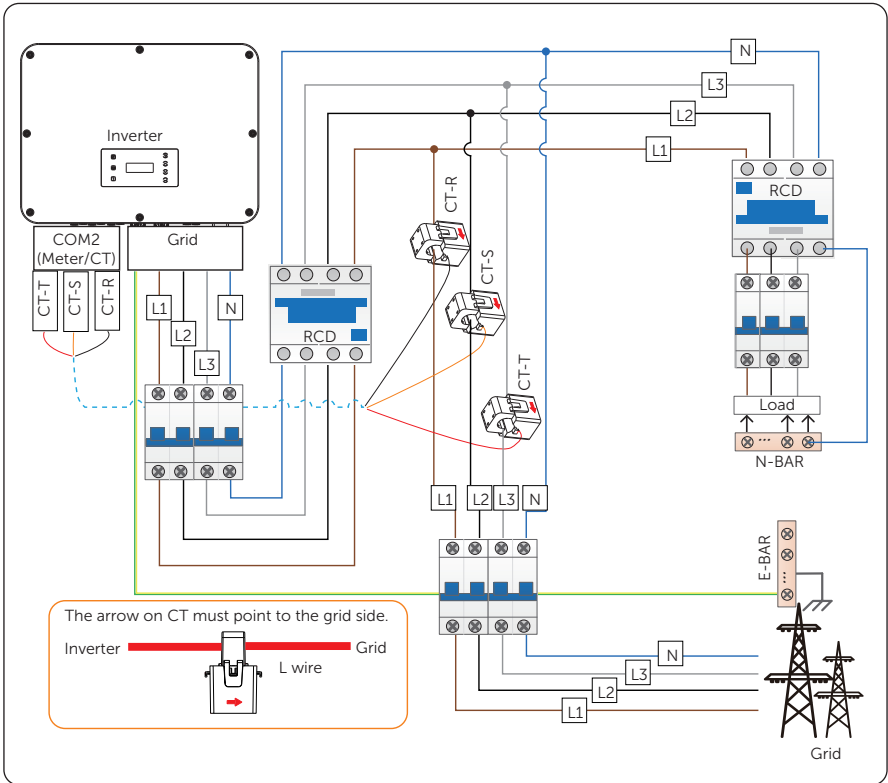 N
L3
L2
L1
Inverter
COM2
(Meter/CT)
Grid
CT-T
CT-S
CT-R
L1
L2
L3
N
RCD
CT-R
CT-S
CT-T
RCD
Load
...
N-BAR
L1
L2
L3
N
E-BAR
...
The arrow on CT must point to the grid side.
Inverter
Grid
L wire
N
L3
L2
L1
Grid